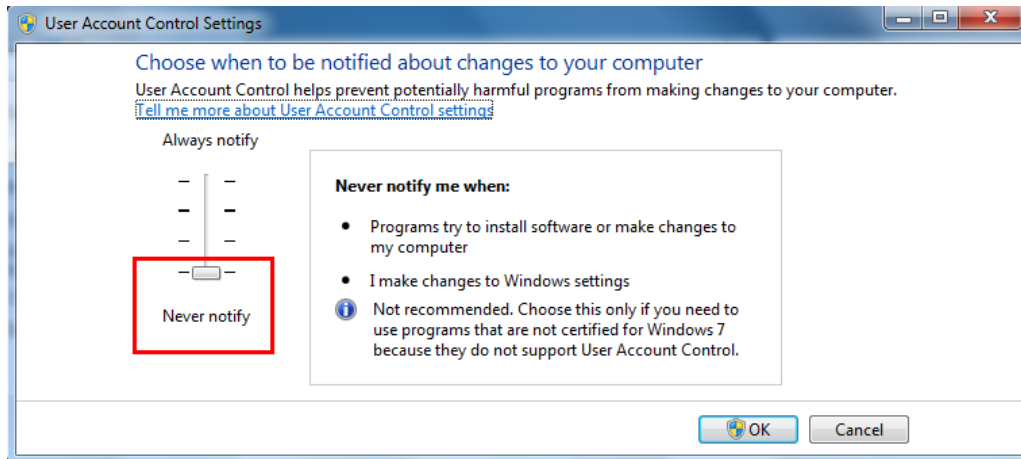 User Account Control Settings
Choose when to be notified about changes to your computer
User Account Control helps prevent potentially harmful programs from making changes to your computer.
Tell me more about User Account Control settings
Always notify
Never notify me when:
• Programs try to install software or make changes to
my computer
• I make changes to Windows settings
Not recommended. Choose this only if you need to
use programs that are not certified for Windows 7
because they do not support User Account Control.
Never notify
OK
Cancel